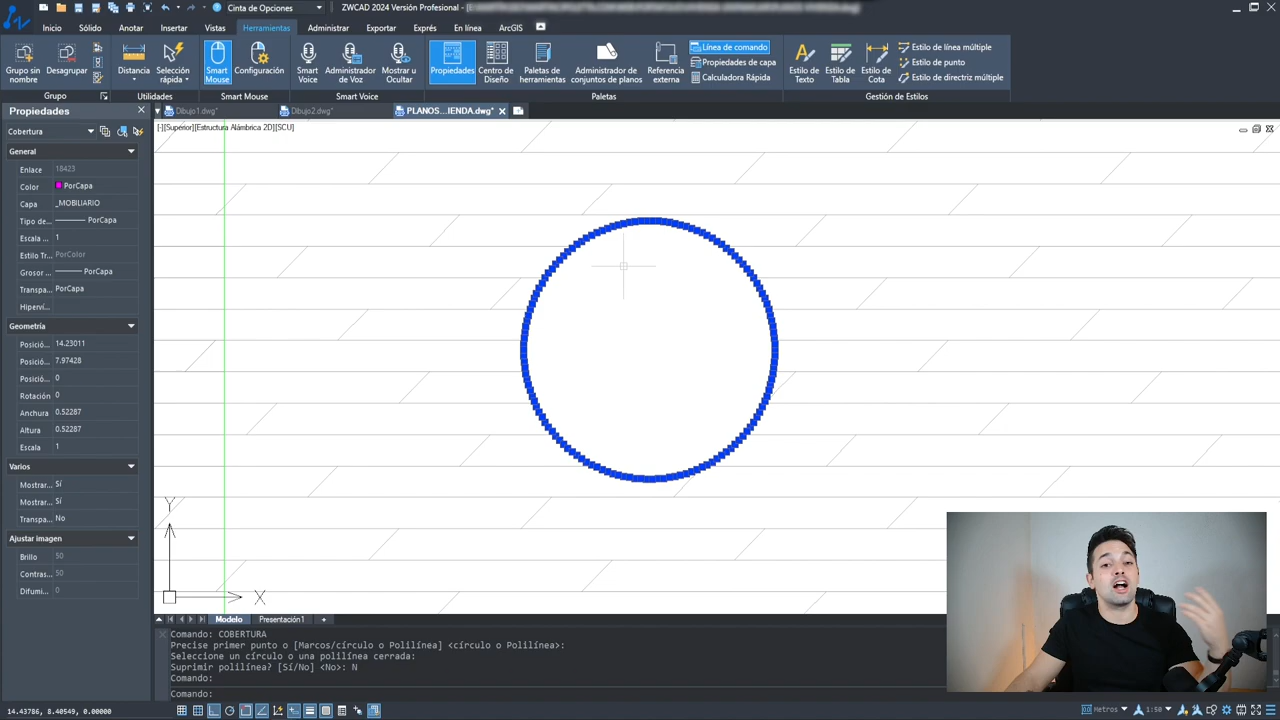 Cinta de Opciones
ZWCAD 2024 Versión Profesional - [
Inicio Sólido Anotar Insertar Vistas Herramientas Administrar Exportar Exprés En línea ArcGIS
Grupo sin nombre
Desagrupar
Distancia
Selección rápida
Smart Mouse
Configuración
Smart Voice
Administrador de Voz
Mostrar u Ocultar
Propiedades
Centro de Diseño
Paletas de herramientas
Administrador de conjuntos de planos
Referencia externa
Línea de comando
Propiedades de capa
Calculadora Rápida
Estilo de Texto
Estilo de Tabla
Estilo de Cota
Estilo de línea múltiple
Estilo de punto
Estilo de directriz múltiple
Grupo Utilidades Smart Mouse Smart Voice Paletas Gestión de Estilos
Propiedades
Dibujo1.dwg* Dibujo2.dwg* PLANOS...IENDA.dwg*
[-][Superior][Estructura Alámbrica 2D][SCU]
Cobertura
General
Enlace 18423
Color PorCapa
Capa _MOBILIARIO
Tipo de... PorCapa
Escala ... 1
Estilo Tr... PorColor
Grosor ... PorCapa
Transpa... PorCapa
Hiperví...
Geometría
Posició... 14.23011
Posició... 7.97428
Posició... 0
Rotación 0
Anchura 0.52287
Altura 0.52287
Escala 1
Varios
Mostrar... Sí
Mostrar... Sí
Transpa... No
Ajustar imagen
Brillo 50
Contras... 50
Difumi... 0
Y
X
Modelo Presentación1 +
Comando: COBERTURA
Precise primer punto o [Marcos/círculo o Polilínea] <círculo o Polilínea>:
Seleccione un círculo o una polilínea cerrada:
Suprimir polilínea? [Sí/No] <No>: N
Comando:
Comando:
14.43786, 8.40549, 0.00000
Metros 1:50